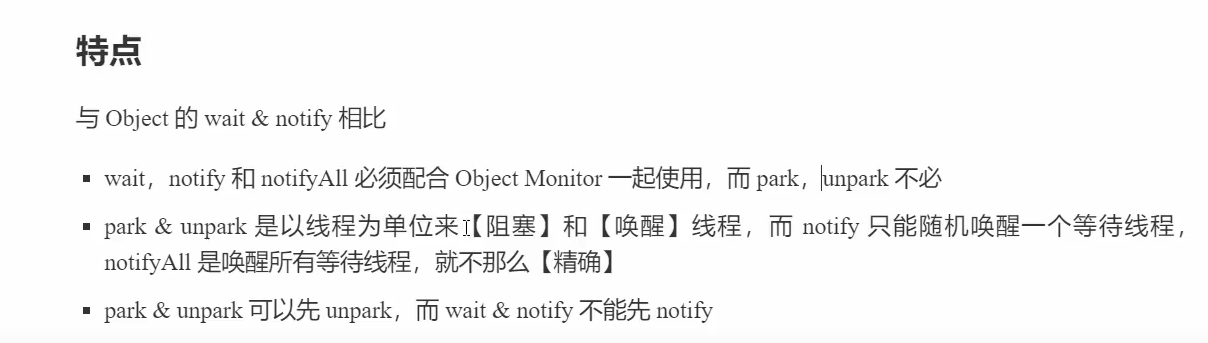 特点
与 Object 的 wait & notify 相比
▪ wait，notify 和 notifyAll 必须配合 Object Monitor 一起使用，而 park，unpark 不必
▪ park & unpark 是以线程为单位来【阻塞】和【唤醒】线程，而 notify 只能随机唤醒一个等待线程，
notifyAll 是唤醒所有等待线程，就不那么【精确】
▪ park & unpark 可以先 unpark，而 wait & notify 不能先 notify